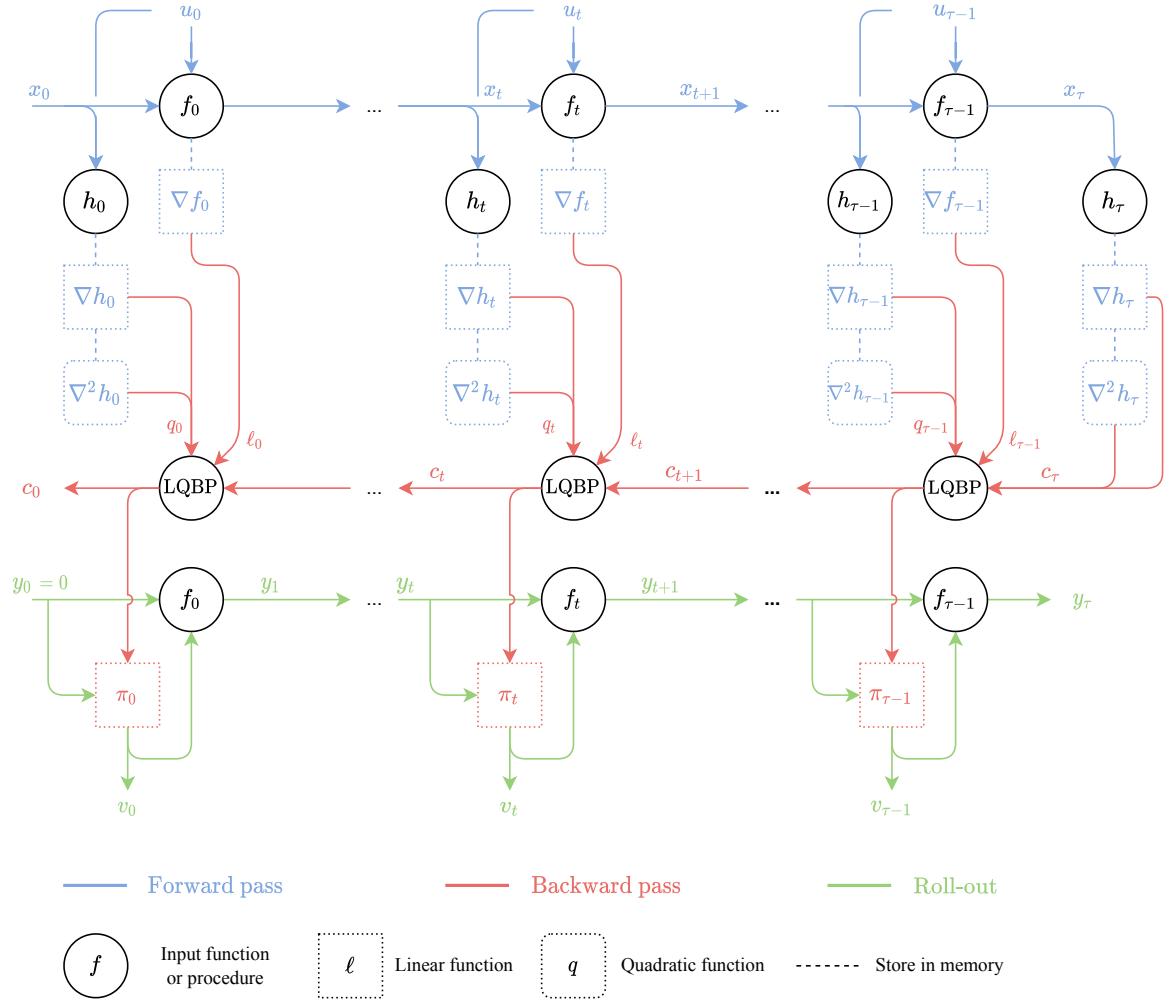 u_0 u_t u_{τ−1}
x_0 f_0 ... x_t f_t x_{t+1} ... f_{τ−1} x_τ
h_0 ∇f_0 h_t ∇f_t h_{τ−1} ∇f_{τ−1} h_τ
∇h_0 ∇h_t ∇h_{τ−1} ∇h_τ
∇²h_0 ∇²h_t ∇²h_{τ−1} ∇²h_τ
q_0 ℓ_0 q_t ℓ_t q_{τ−1} ℓ_{τ−1}
c_0 LQBP ... c_t LQBP c_{t+1} ... LQBP c_τ
y_0 = 0 f_0 y_1 ... y_t f_t y_{t+1} ... f_{τ−1} y_τ
π_0 π_t π_{τ−1}
v_0 v_t v_{τ−1}
Forward pass Backward pass Roll-out
f Input function
or procedure
ℓ Linear function
q Quadratic function
Store in memory